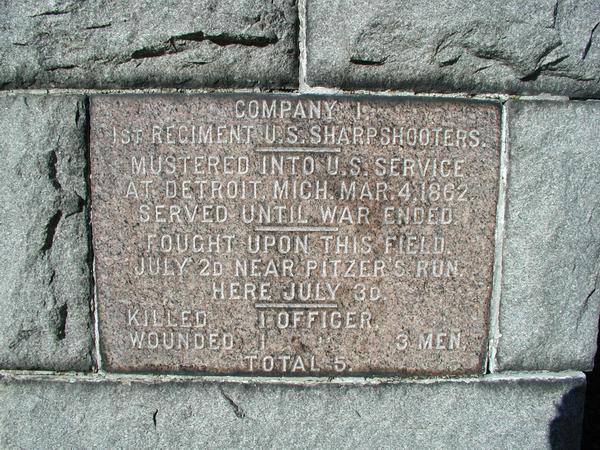 COMPANY I.
1ST REGIMENT U.S. SHARPSHOOTERS.
MUSTERED INTO U.S. SERVICE
AT DETROIT, MICH. MAR. 4, 1862
SERVED UNTIL WAR ENDED
FOUGHT UPON THIS FIELD
JULY 2D NEAR PITZER'S RUN.
HERE JULY 3D.
KILLED 1 OFFICER.
WOUNDED 1 " 3 MEN.
TOTAL 5.